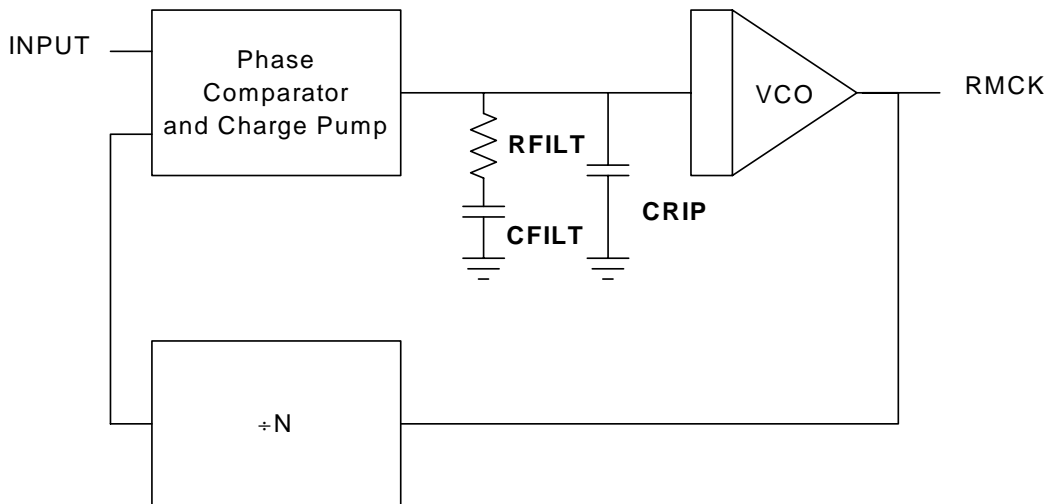 INPUT
Phase
Comparator
and Charge Pump
VCO
RMCK
RFILT
CRIP
CFILT
÷N